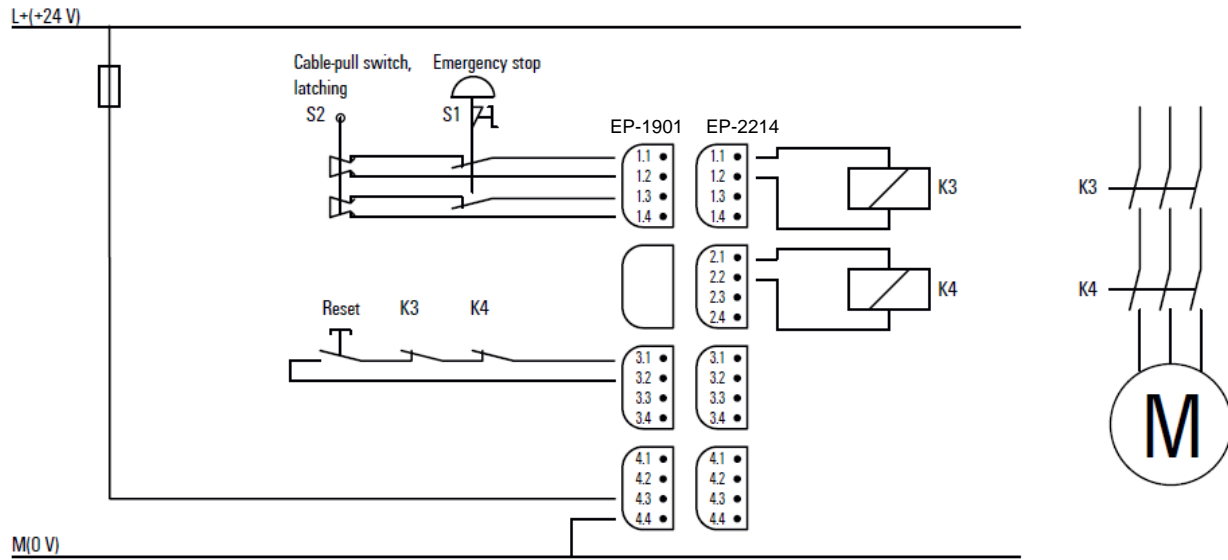 L+(+24 V)
Cable-pull switch,
latching
Emergency stop
S2
S1
EP-1901
EP-2214
1.1
1.2
1.3
1.4
1.1
1.2
1.3
1.4
K3
K3
2.1
2.2
2.3
2.4
K4
K4
Reset
K3
K4
3.1
3.2
3.3
3.4
3.1
3.2
3.3
3.4
M
4.1
4.2
4.3
4.4
4.1
4.2
4.3
4.4
M(0 V)